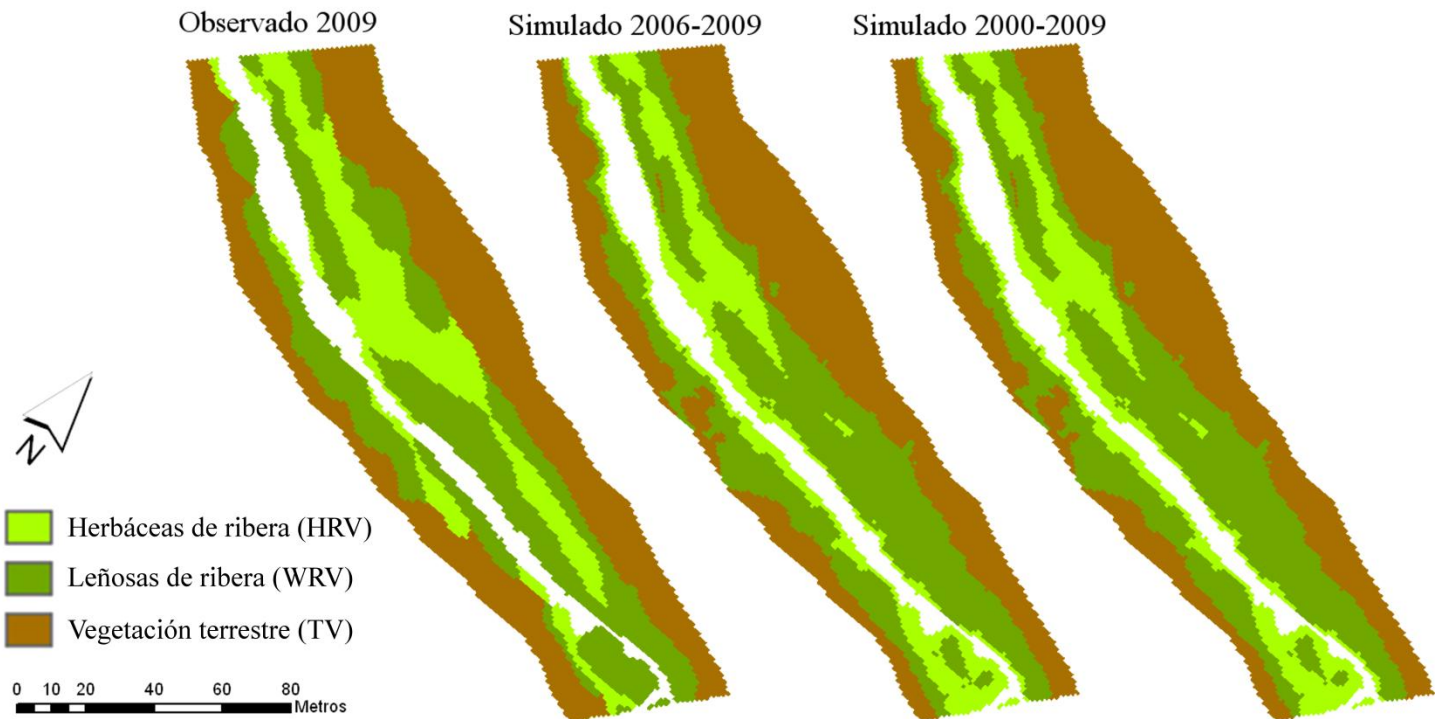 Observado 2009
Simulado 2006-2009
Simulado 2000-2009
N
Herbáceas de ribera (HRV)
Leñosas de ribera (WRV)
Vegetación terrestre (TV)
0 10 20 40 60 80
Metros